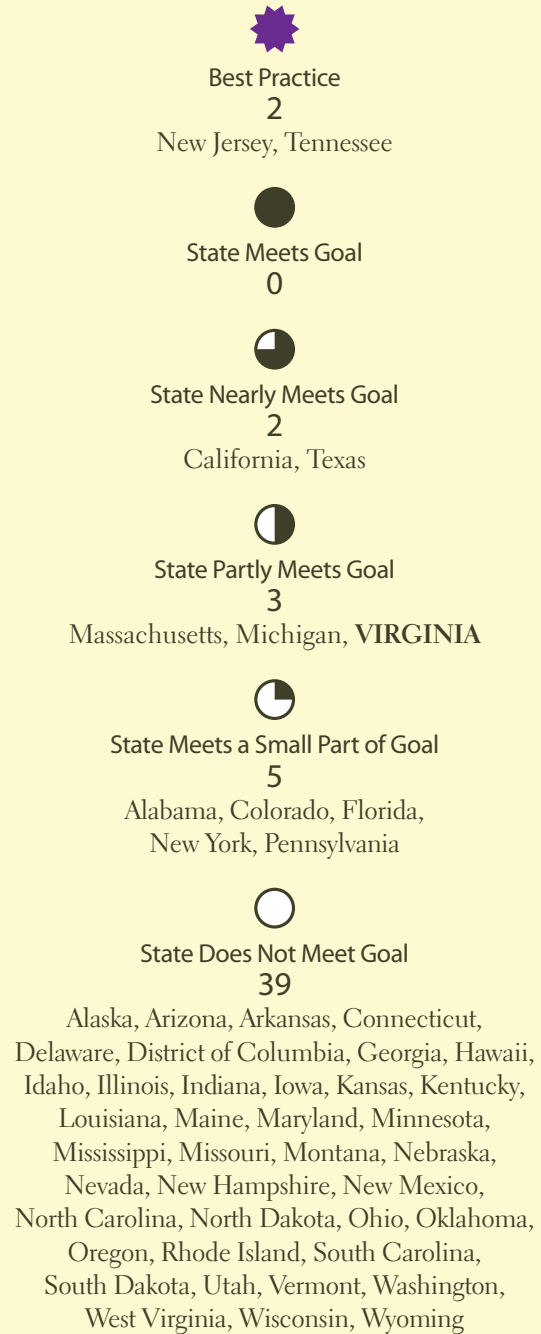 Best Practice
2
New Jersey, Tennessee
State Meets Goal
0
State Nearly Meets Goal
2
California, Texas
State Partly Meets Goal
3
Massachusetts, Michigan, VIRGINIA
State Meets a Small Part of Goal
5
Alabama, Colorado, Florida,
New York, Pennsylvania
State Does Not Meet Goal
39
Alaska, Arizona, Arkansas, Connecticut,
Delaware, District of Columbia, Georgia, Hawaii,
Idaho, Illinois, Indiana, Iowa, Kansas, Kentucky,
Louisiana, Maine, Maryland, Minnesota,
Mississippi, Missouri, Montana, Nebraska,
Nevada, New Hampshire, New Mexico,
North Carolina, North Dakota, Ohio, Oklahoma,
Oregon, Rhode Island, South Carolina,
South Dakota, Utah, Vermont, Washington,
West Virginia, Wisconsin, Wyoming